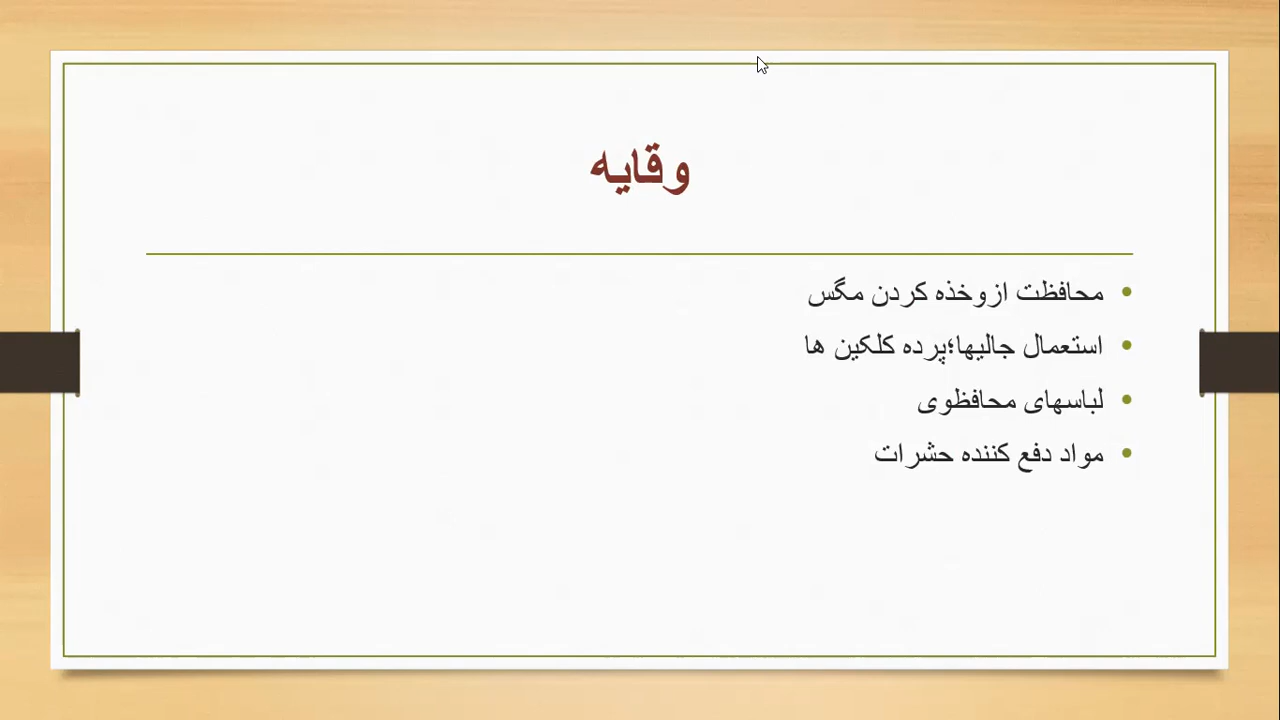 وقایه
محافظت ازوخذه کردن مگس
استعمال جالیها؛پرده کلکین ها
لباسهای محافظوی
مواد دفع کننده حشرات